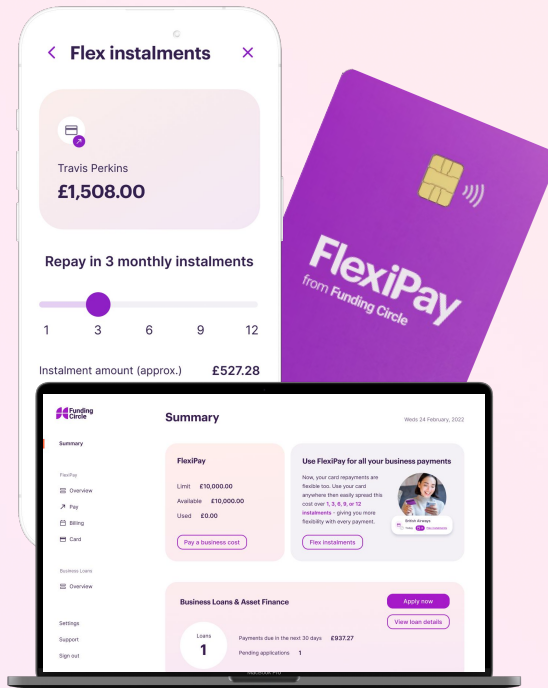 Flex instalments
Travis Perkins
£1,508.00
Repay in 3 monthly instalments
1 3 6 9 12
Instalment amount (approx.) £527.28
FlexiPay
from Funding Circle
Funding
Circle
Summary
Weds 24 February, 2022
Summary
FlexiPay
Overview
Pay
Billing
Card
Business Loans
Overview
Settings
Support
Sign out
FlexiPay
Limit £10,000.00
Available £10,000.00
Used £0.00
Pay a business cost
Use FlexiPay for all your business payments
Now, your card repayments are
flexible too. Use your card
anywhere then easily spread this
cost over 1, 3, 6, 9, or 12
instalments - giving you more
flexibility with every payment.
Flex instalments
British Airways
Business Loans & Asset Finance
Apply now
View loan details
Loans
1
Payments due in the next 30 days £937.27
Pending applications 1
MacBook Pro